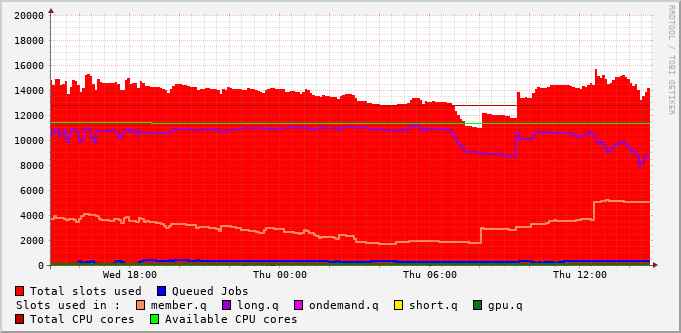 20000
18000
16000
14000
12000
10000
8000
6000
4000
2000
0
Wed 18:00 Thu 00:00 Thu 06:00 Thu 12:00
RRDTOOL / TOBI OETIKER
Total slots used Queued Jobs
Slots used in : member.q long.q ondemand.q short.q gpu.q
Total CPU cores Available CPU cores